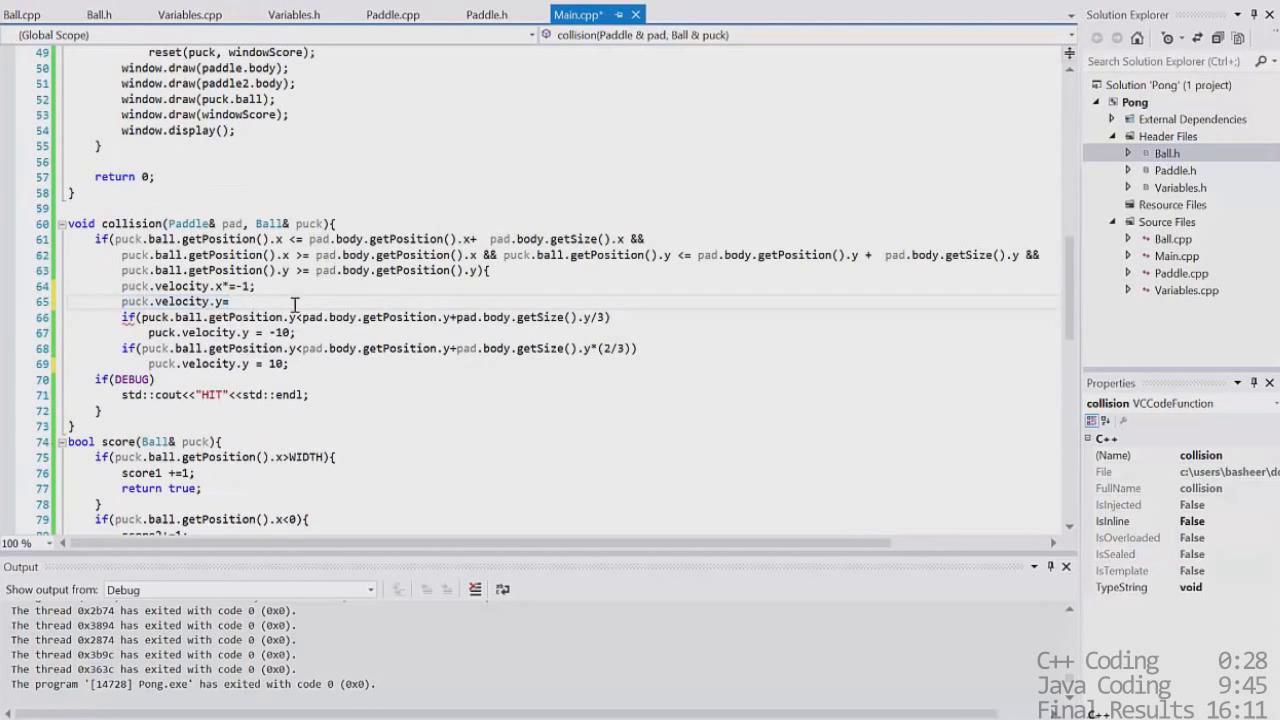 Ball.cpp Ball.h Variables.cpp Variables.h Paddle.cpp Paddle.h Main.cpp*
(Global Scope) collision(Paddle & pad, Ball & puck)
49 reset(puck, windowScore);
50 window.draw(paddle.body);
51 window.draw(paddle2.body);
52 window.draw(puck.ball);
53 window.draw(windowScore);
54 window.display();
55 }
56
57 return 0;
58 }
59
60 void collision(Paddle& pad, Ball& puck){
61 if(puck.ball.getPosition().x <= pad.body.getPosition().x+ pad.body.getSize().x &&
62 puck.ball.getPosition().x >= pad.body.getPosition().x && puck.ball.getPosition().y <= pad.body.getPosition().y + pad.body.getSize().y &&
63 puck.ball.getPosition().y >= pad.body.getPosition().y){
64 puck.velocity.x*=-1;
65 puck.velocity.y=
66 if(puck.ball.getPosition.y<pad.body.getPosition.y+pad.body.getSize().y/3)
67 puck.velocity.y = -10;
68 if(puck.ball.getPosition.y<pad.body.getPosition.y+pad.body.getSize().y*(2/3))
69 puck.velocity.y = 10;
70 if(DEBUG)
71 std::cout<<"HIT"<<std::endl;
72 }
73 }
74 bool score(Ball& puck){
75 if(puck.ball.getPosition().x>WIDTH){
76 score1 +=1;
77 return true;
78 }
79 if(puck.ball.getPosition().x<0){
100 %
Output
Show output from: Debug
The thread 0x2b74 has exited with code 0 (0x0).
The thread 0x3894 has exited with code 0 (0x0).
The thread 0x2874 has exited with code 0 (0x0).
The thread 0x3b9c has exited with code 0 (0x0).
The thread 0x363c has exited with code 0 (0x0).
The program '[14728] Pong.exe' has exited with code 0 (0x0).
Solution Explorer
Search Solution Explorer (Ctrl+;)
Solution 'Pong' (1 project)
Pong
External Dependencies
Header Files
Ball.h
Paddle.h
Variables.h
Resource Files
Source Files
Ball.cpp
Main.cpp
Paddle.cpp
Variables.cpp
Properties
collision VCCodeFunction
C++
(Name) collision
File c:\users\basheer\do
FullName collision
IsInjected False
IsInline False
IsOverloaded False
IsSealed False
IsTemplate False
TypeString void
C++ Coding 0:28
Java Coding 9:45
Final Results 16:11
C++